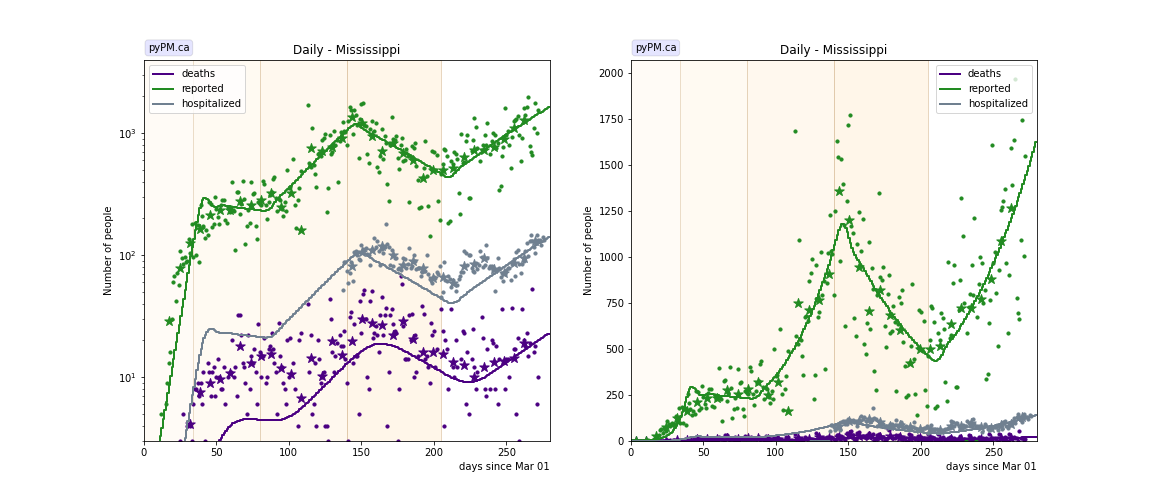 pyPM.ca
Daily - Mississippi
deaths
reported
hospitalized
Number of people
10³
10²
10¹
0
50
100
150
200
250
days since Mar 01
pyPM.ca
Daily - Mississippi
deaths
reported
hospitalized
Number of people
2000
1750
1500
1250
1000
750
500
250
0
0
50
100
150
200
250
days since Mar 01